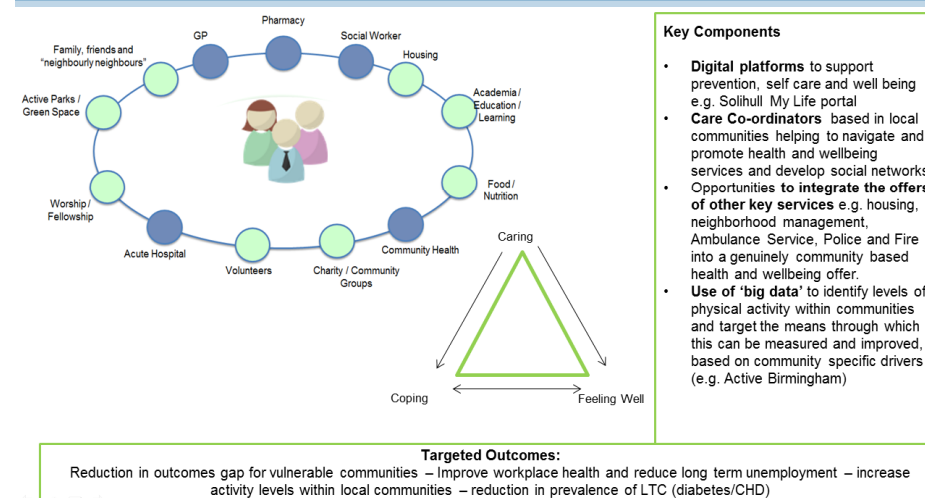 Pharmacy
GP
Social Worker
Family, friends and
"neighbourly neighbours"
Housing
Active Parks /
Green Space
Academia /
Education /
Learning
Worship /
Fellowship
Food /
Nutrition
Acute Hospital
Community Health
Volunteers
Charity / Community
Groups
Caring
Coping
Feeling Well
Key Components
• Digital platforms to support
prevention, self care and well being
e.g. Solihull My Life portal
• Care Co-ordinators based in local
communities helping to navigate and
promote health and wellbeing
services and develop social networks
• Opportunities to integrate the offers
of other key services e.g. housing,
neighborhood management,
Ambulance Service, Police and Fire
into a genuinely community based
health and wellbeing offer.
• Use of 'big data' to identify levels of
physical activity within communities
and target the means through which
this can be measured and improved,
based on community specific drivers
(e.g. Active Birmingham)
Targeted Outcomes:
Reduction in outcomes gap for vulnerable communities – Improve workplace health and reduce long term unemployment – increase
activity levels within local communities – reduction in prevalence of LTC (diabetes/CHD)